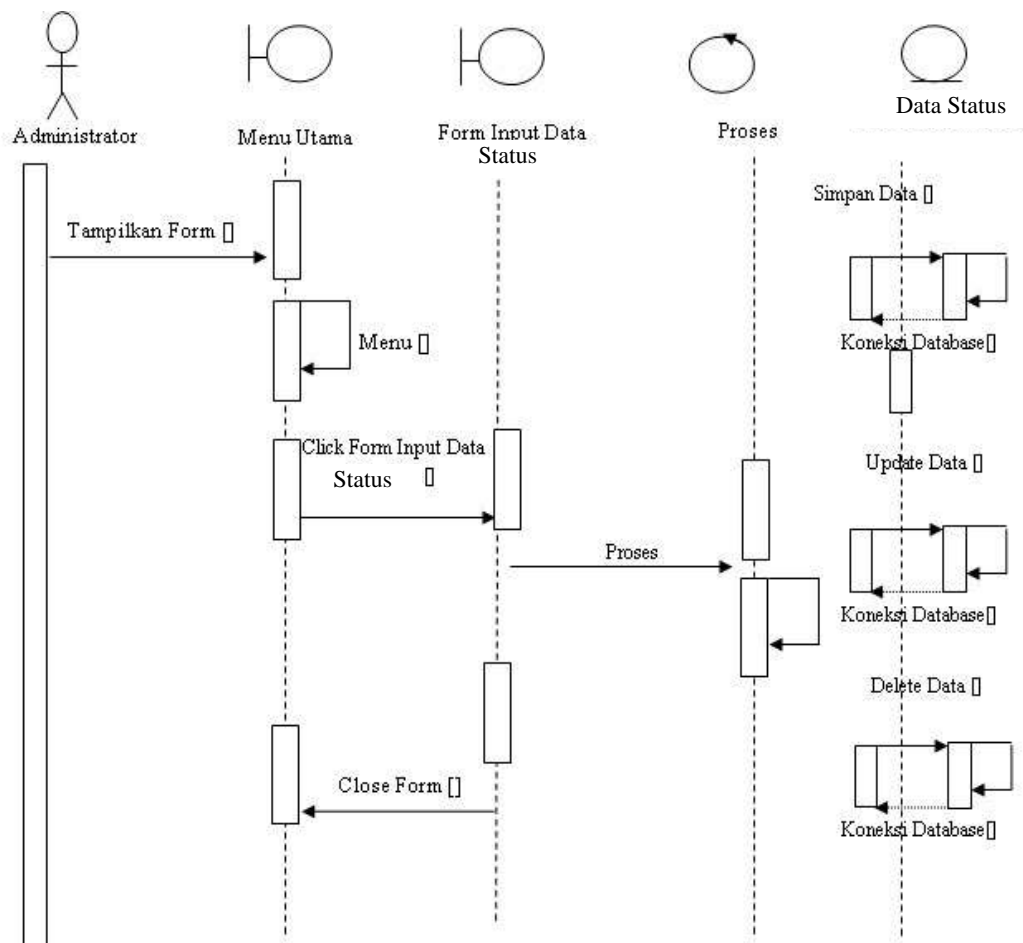 Administrator
Menu Utama
Form Input Data
Status
Proses
Data Status
Simpan Data []
Tampilkan Form []
Koneksi Database[]
Menu []
Click Form Input Data
Status []
Update Data []
Proses
Koneksi Database[]
Delete Data []
Close Form []
Koneksi Database[]